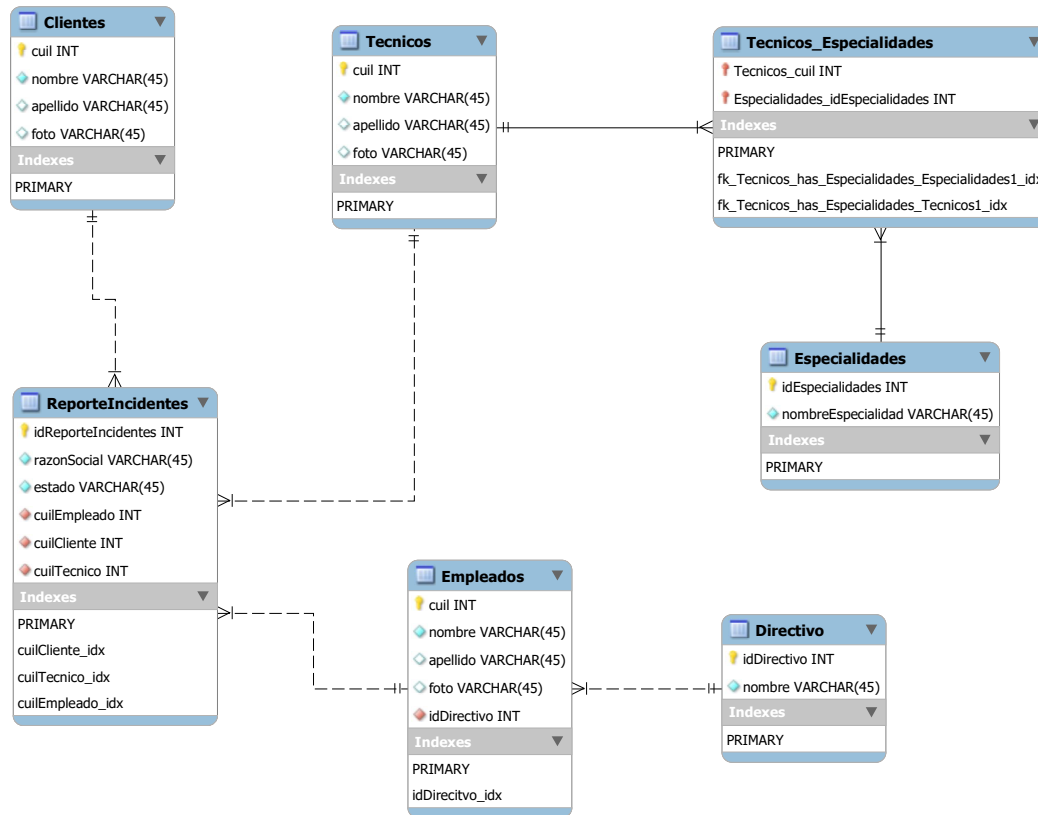 Clientes
cuil INT
nombre VARCHAR(45)
apellido VARCHAR(45)
foto VARCHAR(45)
Indexes
PRIMARY
Tecnicos
cuil INT
nombre VARCHAR(45)
apellido VARCHAR(45)
foto VARCHAR(45)
Indexes
PRIMARY
Tecnicos_Especialidades
Tecnicos_cuil INT
Especialidades_idEspecialidades INT
Indexes
PRIMARY
fk_Tecnicos_has_Especialidades_Especialidades1_idx
fk_Tecnicos_has_Especialidades_Tecnicos1_idx
Especialidades
idEspecialidades INT
nombreEspecialidad VARCHAR(45)
Indexes
PRIMARY
ReporteIncidentes
idReporteIncidentes INT
razonSocial VARCHAR(45)
estado VARCHAR(45)
cuilEmpleado INT
cuilCliente INT
cuilTecnico INT
Indexes
PRIMARY
cuilCliente_idx
cuilTecnico_idx
cuilEmpleado_idx
Empleados
cuil INT
nombre VARCHAR(45)
apellido VARCHAR(45)
foto VARCHAR(45)
idDirectivo INT
Indexes
PRIMARY
idDirecitvo_idx
Directivo
idDirectivo INT
nombre VARCHAR(45)
Indexes
PRIMARY